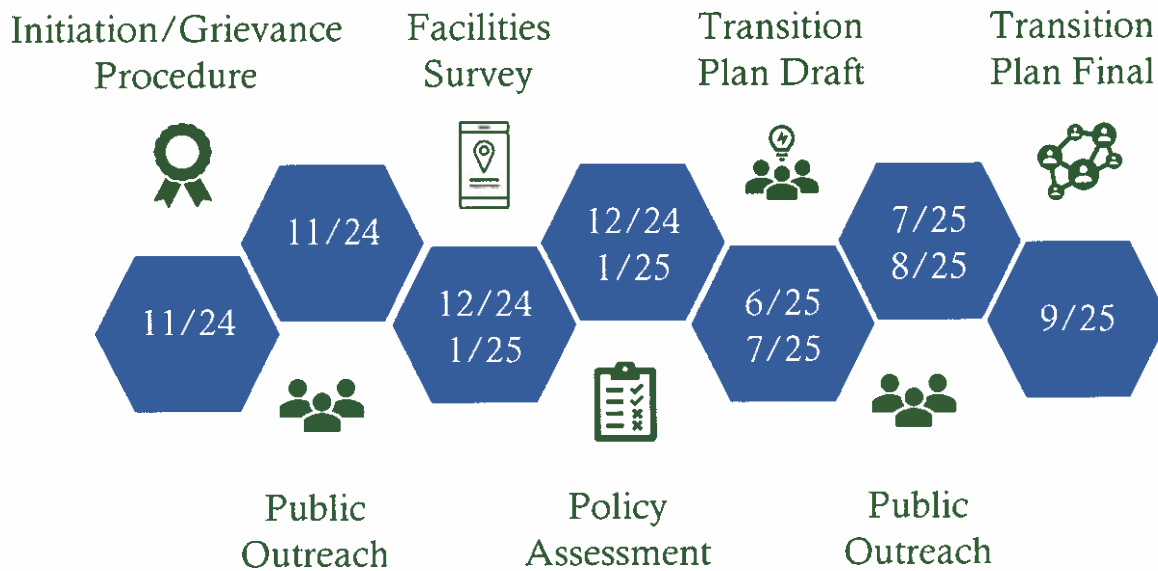 Initiation/Grievance
Procedure
Facilities
Survey
Transition
Plan Draft
Transition
Plan Final
11/24
11/24
12/24
1/25
12/24
1/25
6/25
7/25
7/25
8/25
9/25
Public
Outreach
Policy
Assessment
Public
Outreach